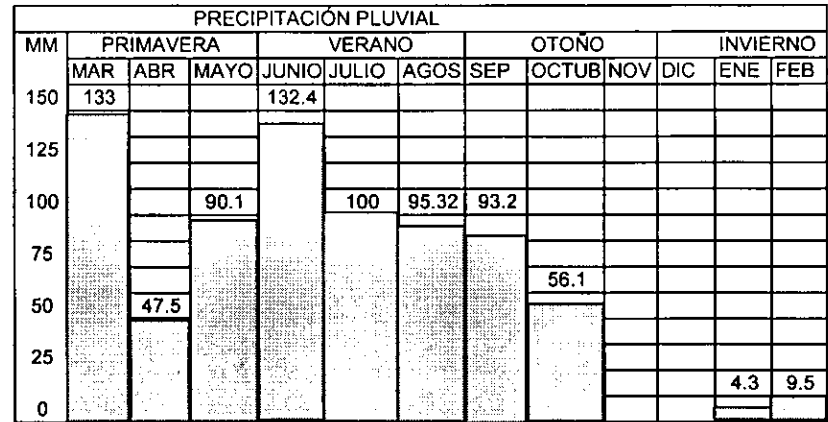 PRECIPITACIÓN PLUVIAL
MM PRIMAVERA VERANO OTOÑO INVIERNO
MAR ABR MAYO JUNIO JULIO AGOS SEP OCTUB NOV DIC ENE FEB
150 133 132.4
125
100 90.1 100 95.32 93.2
75
56.1
50 47.5
25
4.3 9.5
0